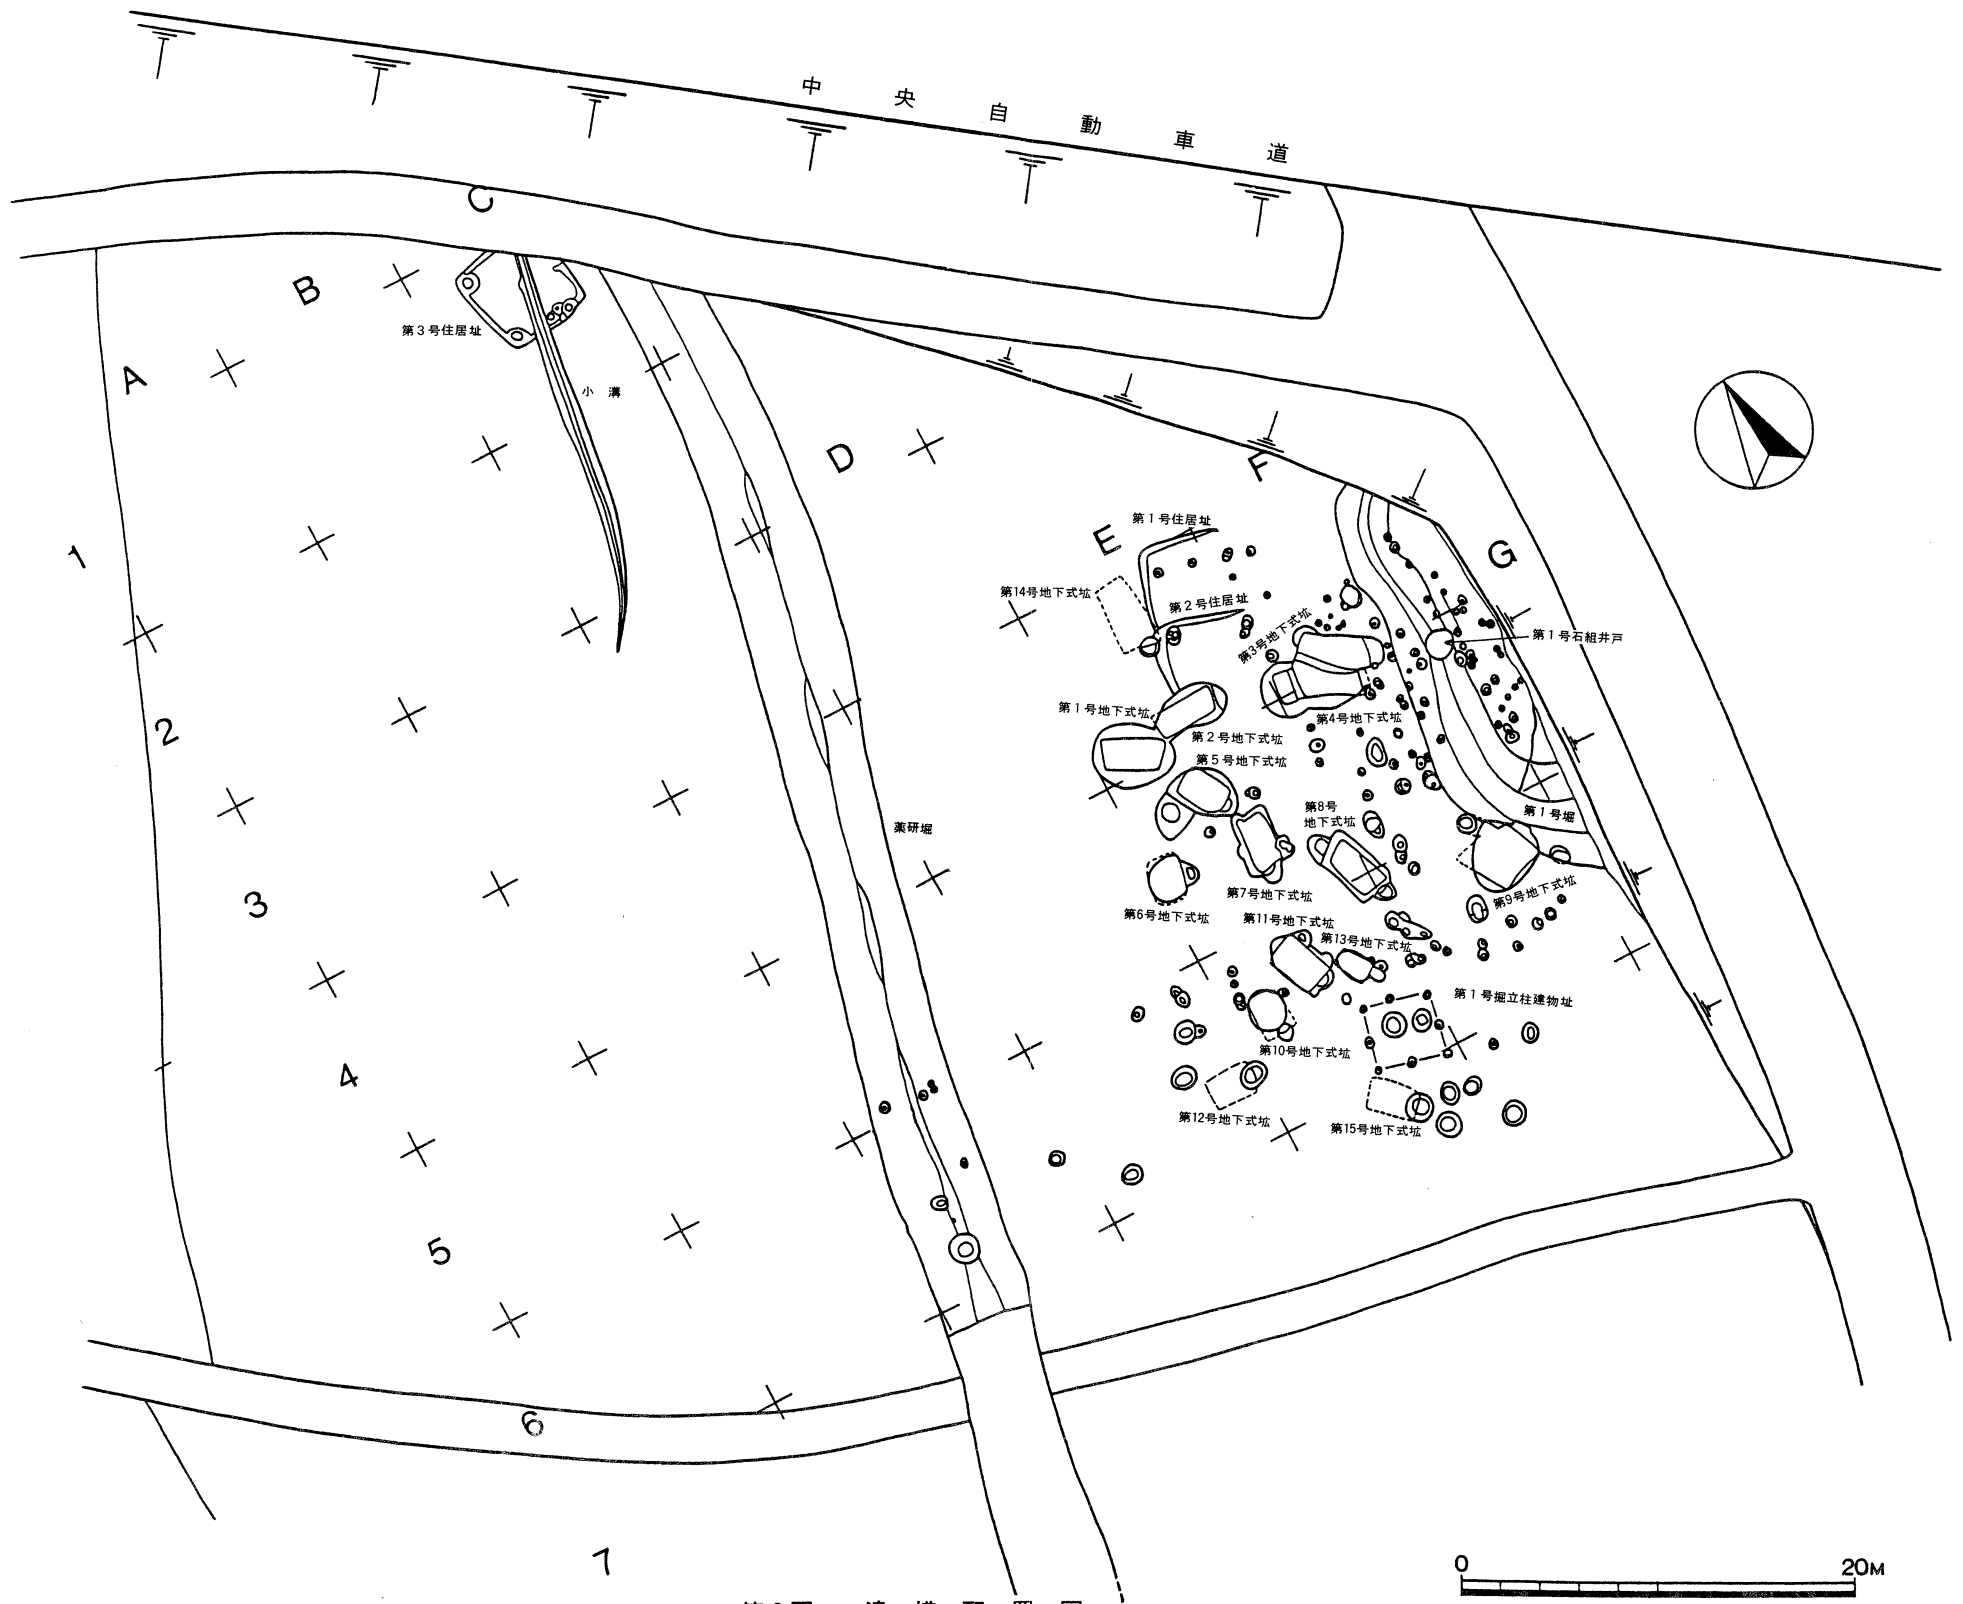 中央自動車道
C
B
第3号住居址
A
小溝
D
F
E
第1号住居址
G
1
第14号地下式坑
第2号住居址
第3号地下式坑
第1号石組井戸
第1号地下式坑
第4号地下式坑
2
第2号地下式坑
第5号地下式坑
第8号
地下式坑
第1号堀
薬研堀
3
第7号地下式坑
第9号地下式坑
第6号地下式坑
第11号地下式坑
第13号地下式坑
第1号掘立柱建物址
第10号地下式坑
4
第12号地下式坑
第15号地下式坑
5
6
7
0 20M